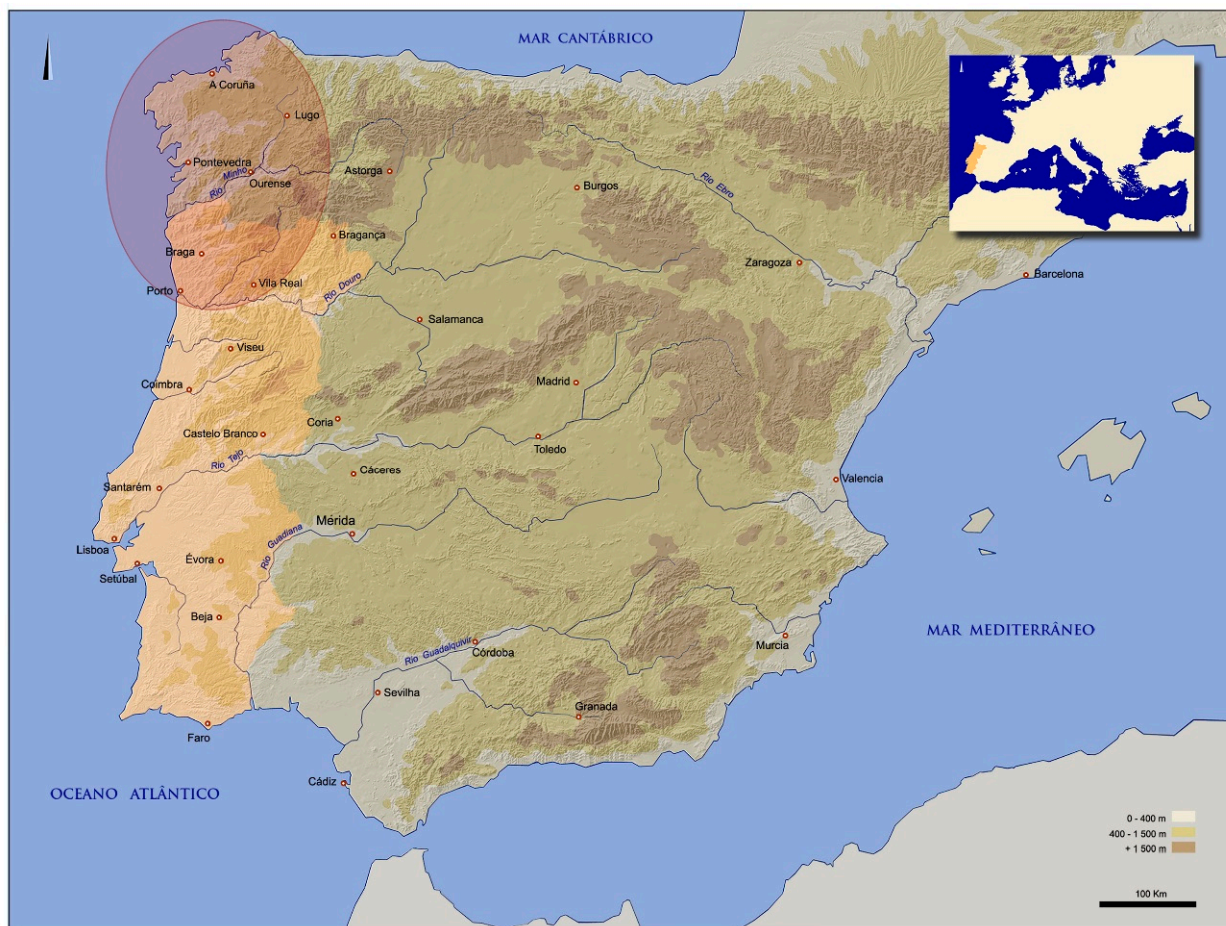 MAR CANTÁBRICO
A Coruña
Lugo
Pontevedra
Rio Minho
Ourense
Astorga
Burgos
Rio Ebro
Bragança
Braga
Zaragoza
Barcelona
Vila Real
Porto
Rio Douro
Salamanca
Viseu
Coimbra
Madrid
Coria
Castelo Branco
Toledo
Rio Tejo
Cáceres
Santarém
Valencia
Mérida
Rio Guadiana
Lisboa
Évora
Setúbal
Beja
MAR MEDITERRÂNEO
Rio Guadalquivir
Córdoba
Murcia
Sevilha
Granada
Faro
Cádiz
OCEANO ATLÂNTICO
0 - 400 m
400 - 1 500 m
+ 1 500 m
100 Km